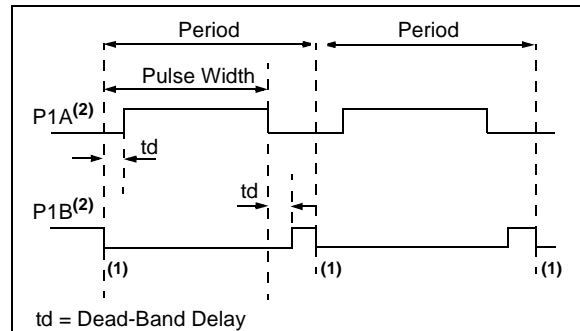 Period Period
Pulse Width
P1A(2)
td
td
P1B(2)
(1) (1) (1)
td = Dead-Band Delay